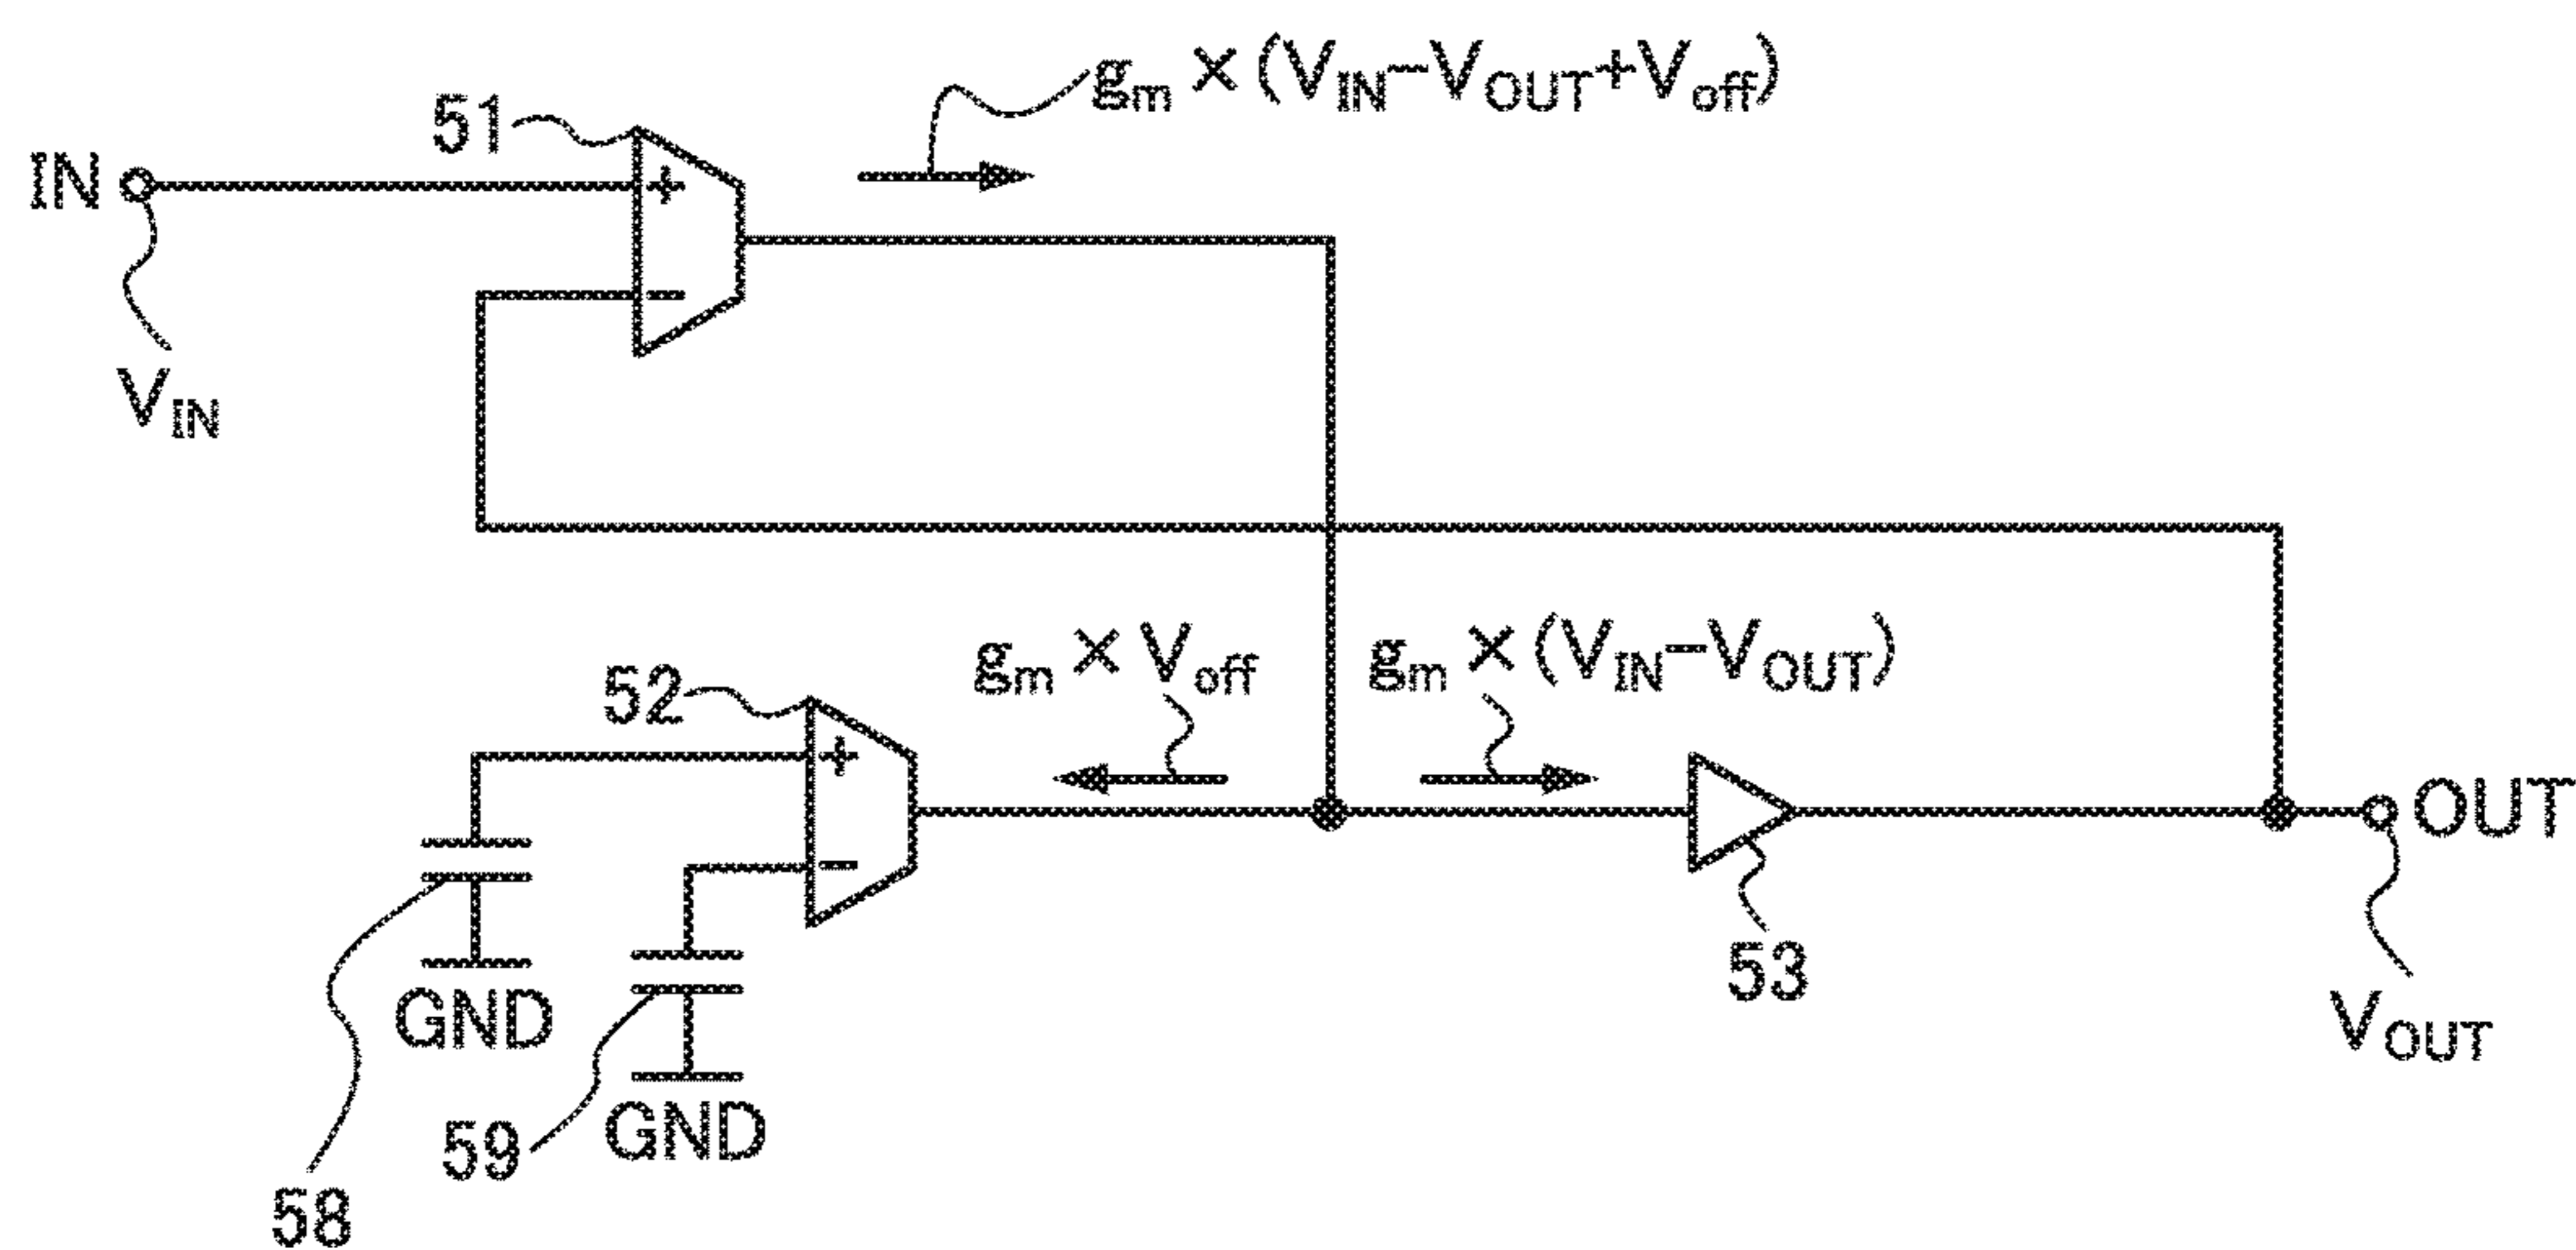 gm × (VIN−VOUT+Voff)
51
IN
VIN
gm × Voff
gm × (VIN−VOUT)
52
+
−
+
−
OUT
53
VOUT
GND
59
GND
58